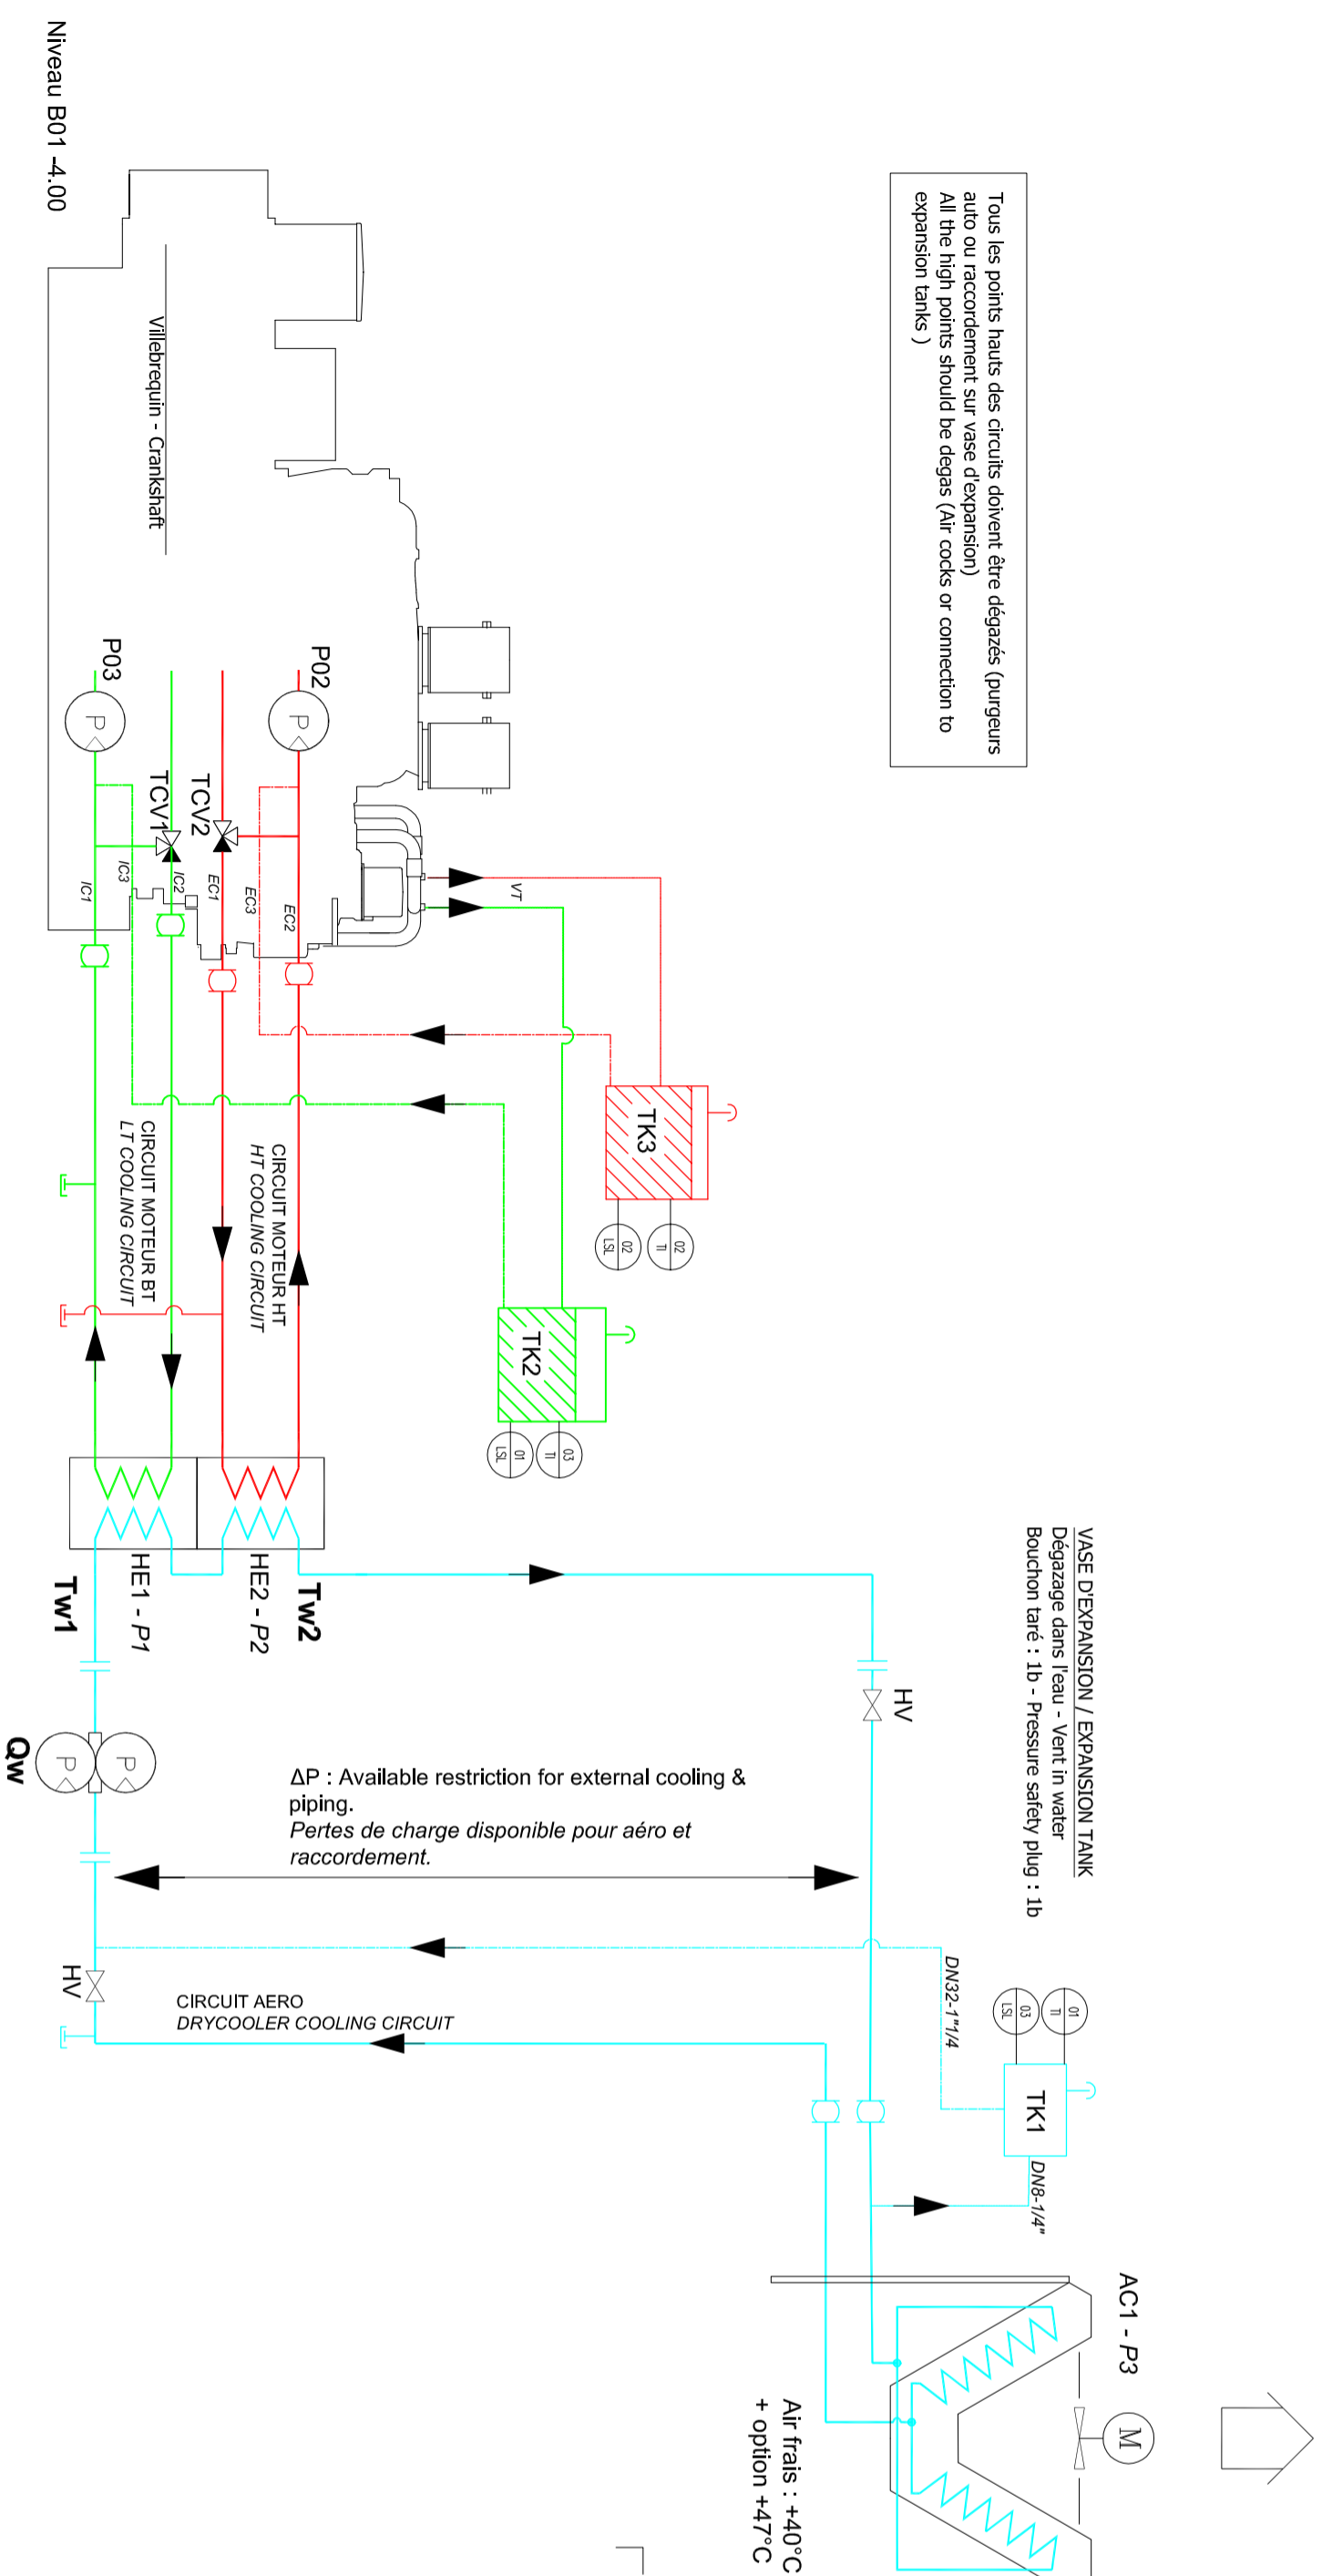 Tous les points hauts des circuits doivent être dégazés (purgeurs
auto ou raccordement sur vase d'expansion)
All the high points should be degas (Air cocks or connection to
expansion tanks )
Niveau B01 -4.00
Villebrequin - Crankshaft
P02
P
P03
P
TCV2
TCV1
VT
EC2
EC3
EC1
IC2
IC3
IC1
TK3
02
TI
02
LSL
TK2
03
TI
01
LSL
CIRCUIT MOTEUR HT
HT COOLING CIRCUIT
CIRCUIT MOTEUR BT
LT COOLING CIRCUIT
Tw2
HE2 - P2
HE1 - P1
Tw1
VASE D'EXPANSION / EXPANSION TANK
Dégazage dans l'eau - Vent in water
Bouchon taré : 1b - Pressure safety plug : 1b
HV
P
P
Qw
ΔP : Available restriction for external cooling &
piping.
Pertes de charge disponible pour aéro et
raccordement.
HV
CIRCUIT AERO
DRYCOOLER COOLING CIRCUIT
DN32-1"1/4
01
TI
03
LSL
TK1
DN8-1/4"
AC1 - P3
M
Air frais : +40°C
+ option +47°C